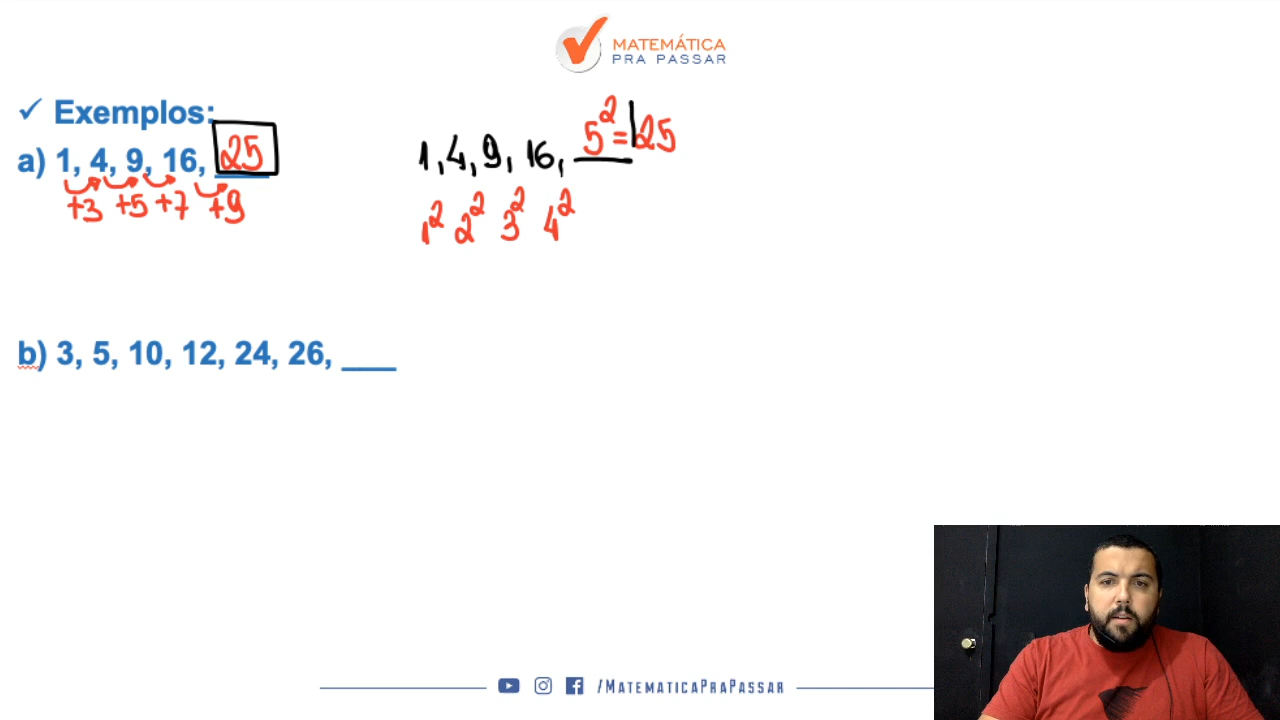 MATEMÁTICA
PRA PASSAR
✓ Exemplos:
a) 1, 4, 9, 16, 25
+3 +5 +7 +9
1, 4, 9, 16, 5² = 25
1² 2² 3² 4²
b) 3, 5, 10, 12, 24, 26, ___
/MATEMATICAPRAPASSAR